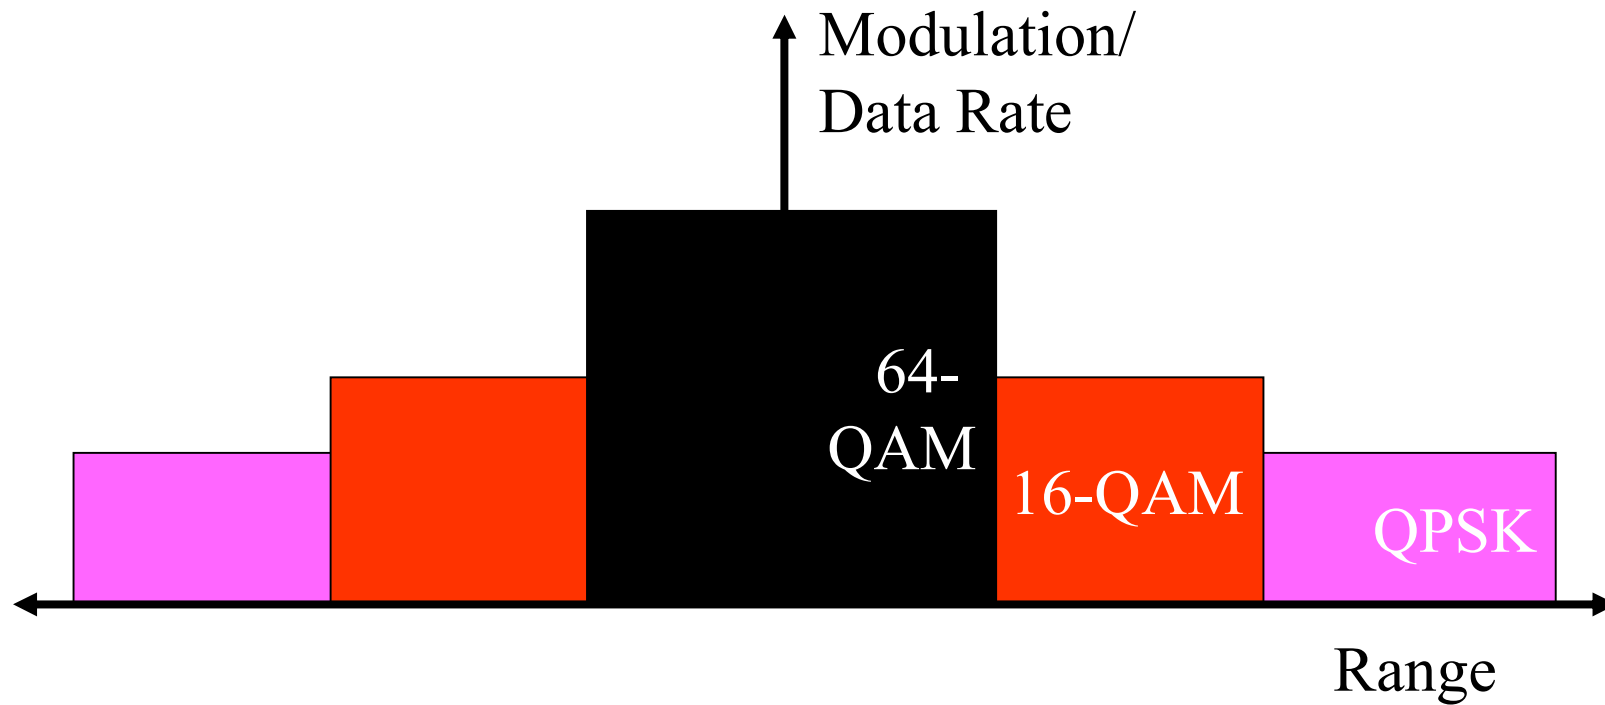 Modulation/
Data Rate
64-
QAM
16-QAM
QPSK
Range